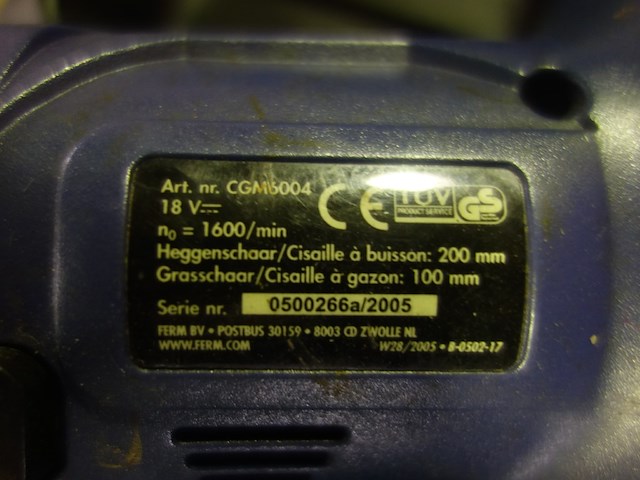 Art. nr. CGM6004
18 V
CE
TÜV
PRODUCT SERVICE
GS
n0 = 1600/min
Heggenschaar/Cisaille à buisson: 200 mm
Grasschaar/Cisaille à gazon: 100 mm
Serie nr. 0500266a/2005
FERM BV • POSTBUS 30159 • 8003 CD ZWOLLE NL
WWW.FERM.COM W28/2005 • B-0502-17